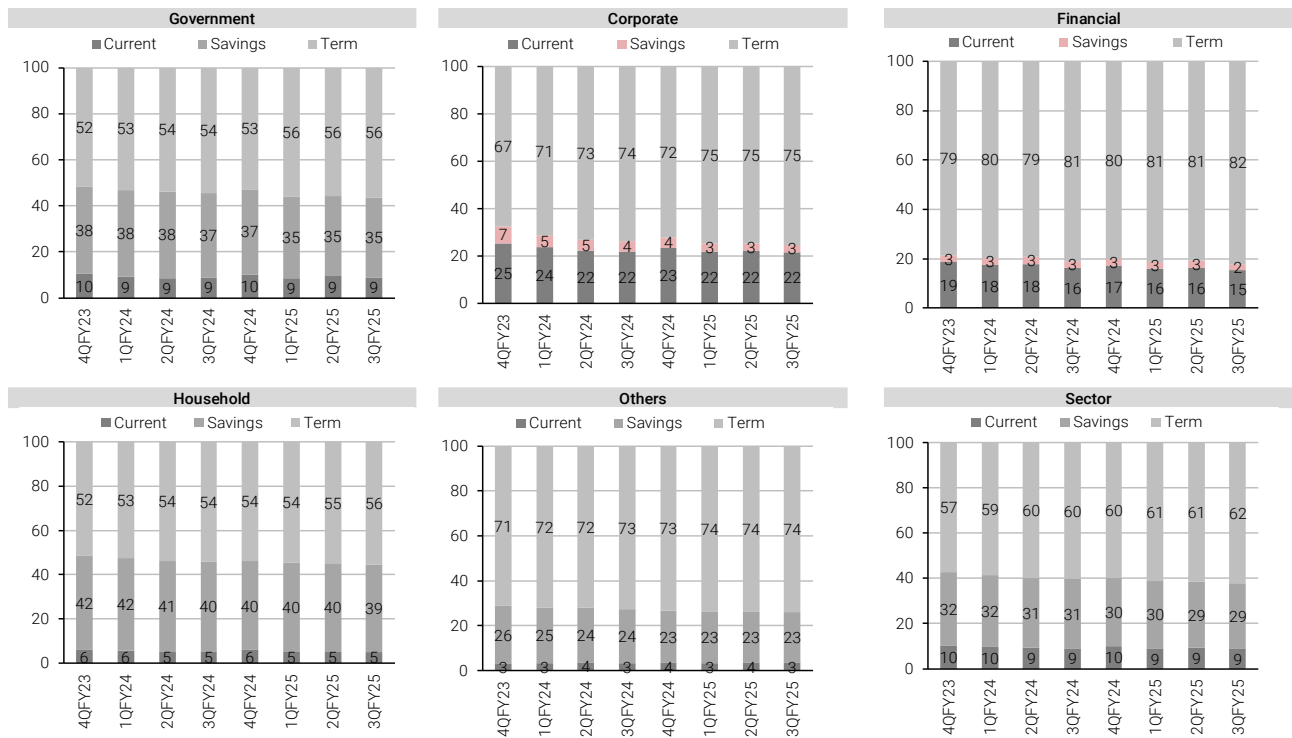 Government
Current Savings Term
100
80
60
40
20
0
52 53 54 54 53 56 56 56
38 38 38 37 37 35 35 35
10 9 9 9 10 9 9 9
4QFY23 1QFY24 2QFY24 3QFY24 4QFY24 1QFY25 2QFY25 3QFY25
Corporate
Current Savings Term
100
80
60
40
20
0
67 71 73 74 72 75 75 75
7 5 5 4 4 3 3 3
25 24 22 22 23 22 22 22
4QFY23 1QFY24 2QFY24 3QFY24 4QFY24 1QFY25 2QFY25 3QFY25
Financial
Current Savings Term
100
80
60
40
20
0
79 80 79 81 80 81 81 82
3 3 3 3 3 3 3 2
19 18 18 16 17 16 16 15
4QFY23 1QFY24 2QFY24 3QFY24 4QFY24 1QFY25 2QFY25 3QFY25
Household
Current Savings Term
100
80
60
40
20
0
52 53 54 54 54 54 55 56
42 42 41 40 40 40 40 39
6 6 5 5 6 5 5 5
4QFY23 1QFY24 2QFY24 3QFY24 4QFY24 1QFY25 2QFY25 3QFY25
Others
Current Savings Term
100
80
60
40
20
0
71 72 72 73 73 74 74 74
26 25 24 24 23 23 23 23
3 3 4 3 4 3 4 3
4QFY23 1QFY24 2QFY24 3QFY24 4QFY24 1QFY25 2QFY25 3QFY25
Sector
Current Savings Term
100
80
60
40
20
0
57 59 60 60 60 61 61 62
32 32 31 31 30 30 29 29
10 10 9 9 10 9 9 9
4QFY23 1QFY24 2QFY24 3QFY24 4QFY24 1QFY25 2QFY25 3QFY25